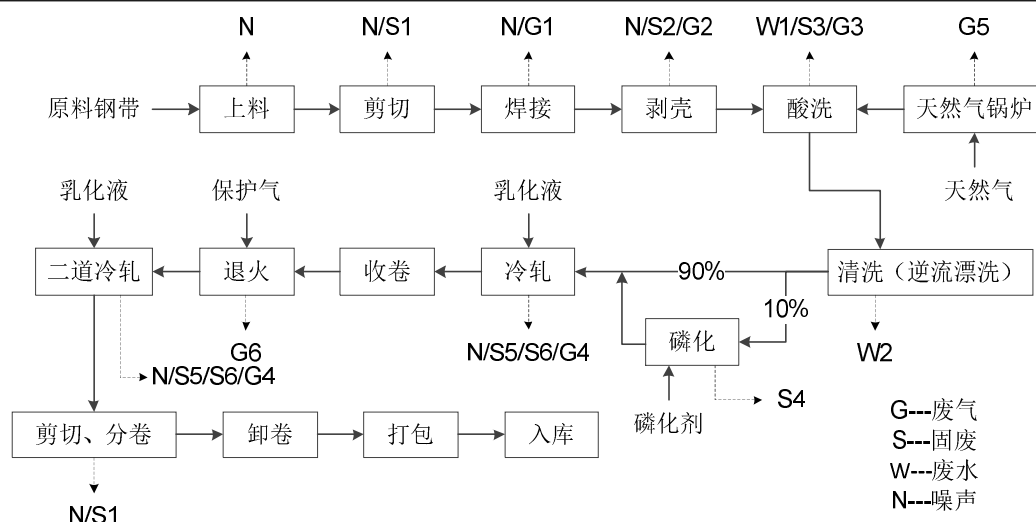 N N/S1 N/G1 N/S2/G2 W1/S3/G3 G5
原料钢带 上料 剪切 焊接 剥壳 酸洗 天然气锅炉
乳化液 保护气 乳化液 天然气
二道冷轧 退火 收卷 冷轧 90% 清洗（逆流漂洗）
10%
磷化
G6 N/S5/S6/G4 W2
N/S5/S6/G4
S4
磷化剂
剪切、分卷 卸卷 打包 入库
N/S1
G---废气
S---固废
W---废水
N---噪声